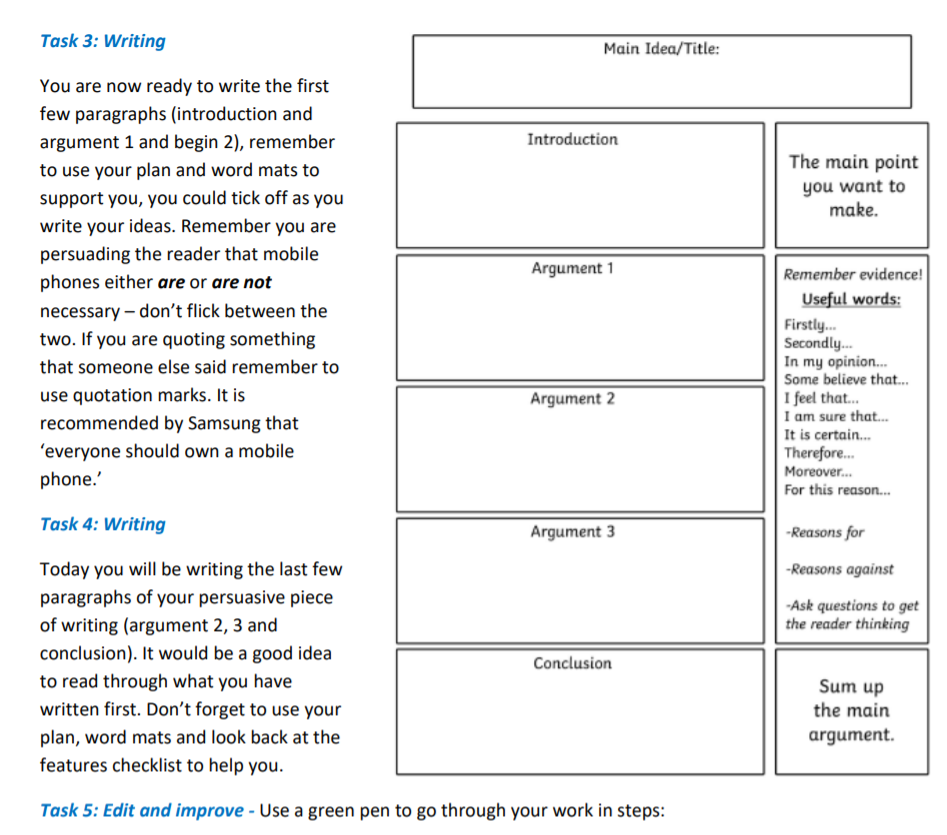 Task 3: Writing
You are now ready to write the first
few paragraphs (introduction and
argument 1 and begin 2), remember
to use your plan and word mats to
support you, you could tick off as you
write your ideas. Remember you are
persuading the reader that mobile
phones either are or are not
necessary – don’t flick between the
two. If you are quoting something
that someone else said remember to
use quotation marks. It is
recommended by Samsung that
‘everyone should own a mobile
phone.’
Task 4: Writing
Today you will be writing the last few
paragraphs of your persuasive piece
of writing (argument 2, 3 and
conclusion). It would be a good idea
to read through what you have
written first. Don’t forget to use your
plan, word mats and look back at the
features checklist to help you.
Main Idea/Title:
Introduction
The main point
you want to
make.
Argument 1
Argument 2
Argument 3
Remember evidence!
Useful words:
Firstly...
Secondly...
In my opinion...
Some believe that...
I feel that...
I am sure that...
It is certain...
Therefore...
Moreover...
For this reason...
-Reasons for
-Reasons against
-Ask questions to get
the reader thinking
Conclusion
Sum up
the main
argument.
Task 5: Edit and improve - Use a green pen to go through your work in steps: